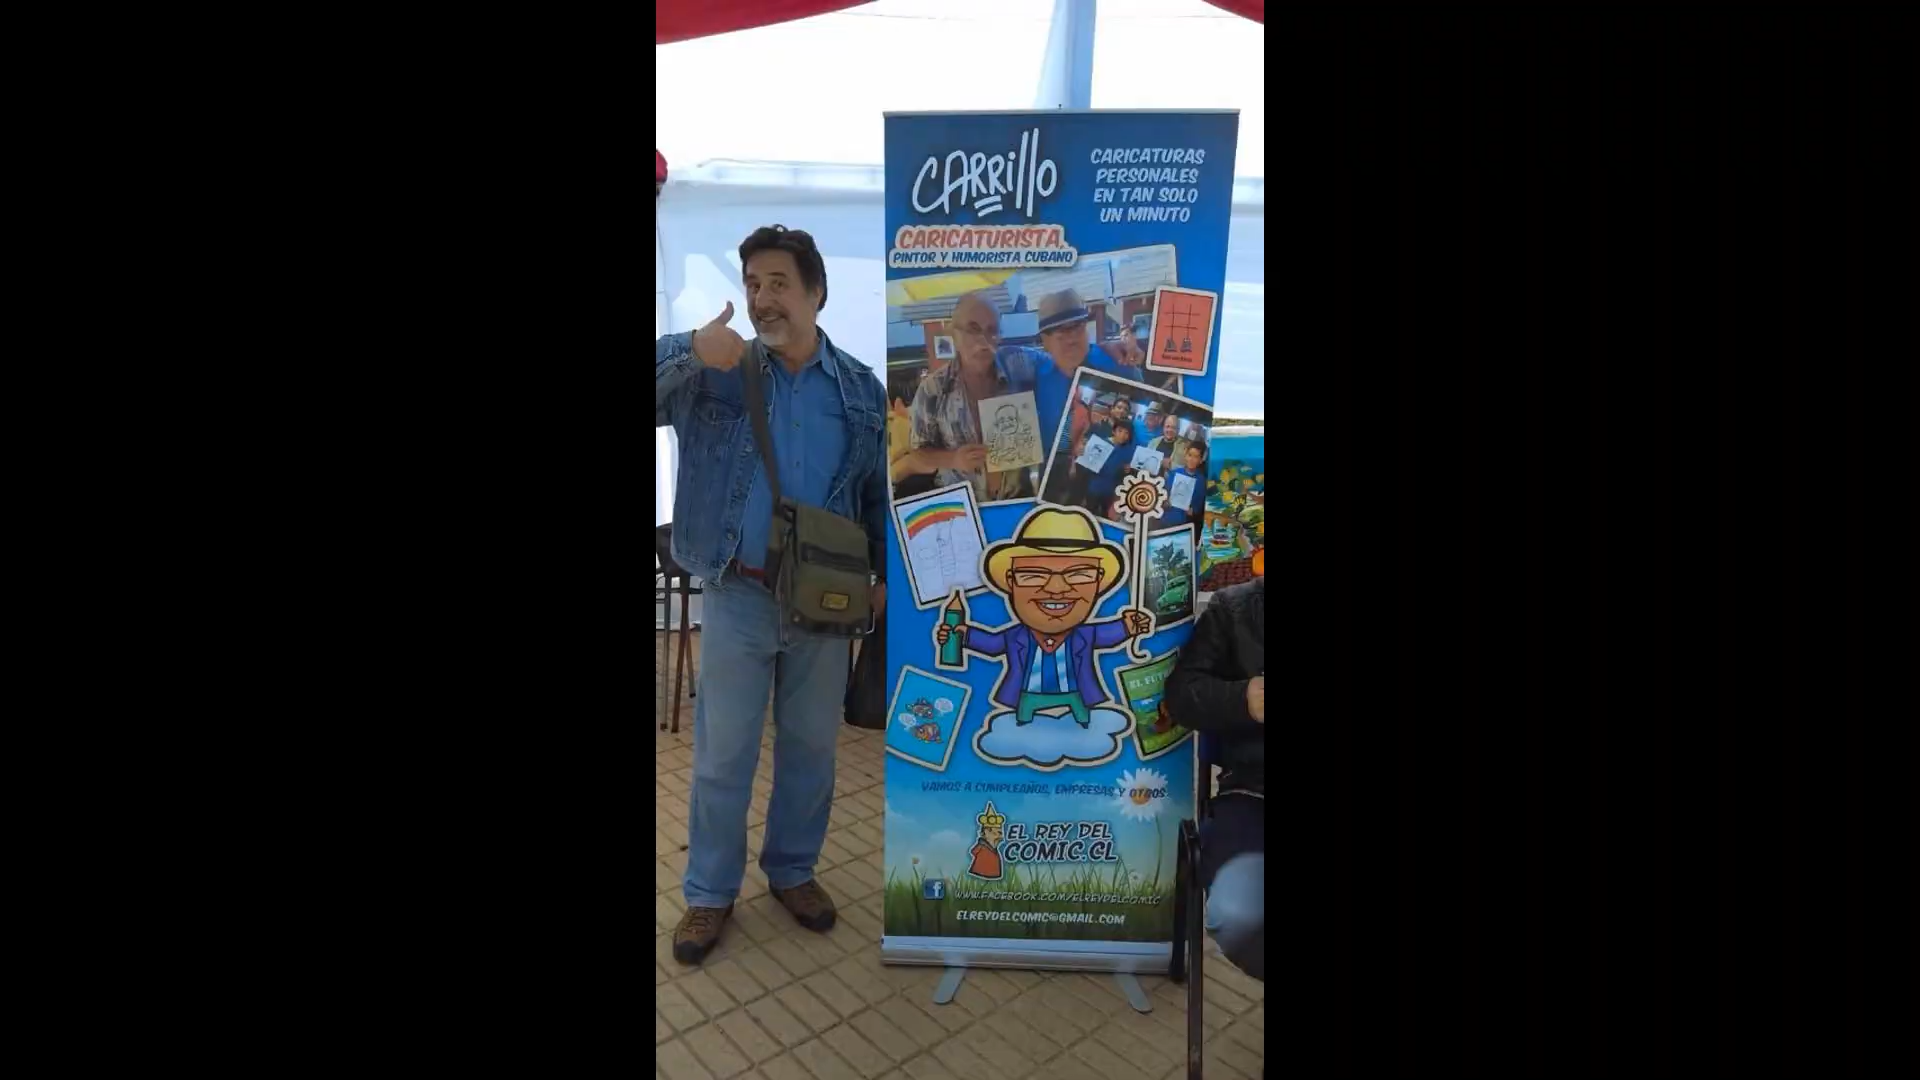 CARRillo
CARICATURAS
PERSONALES
EN TAN SOLO
UN MINUTO
CARICATURISTA,
PINTOR Y HUMORISTA CUBANO
VAMOS A CUMPLEAÑOS, EMPRESAS Y OTROS.
EL REY DEL
COMIC.CL
f WWW.FACEBOOK.COM/ELREYDELCOMIC
ELREYDELCOMIC@GMAIL.COM